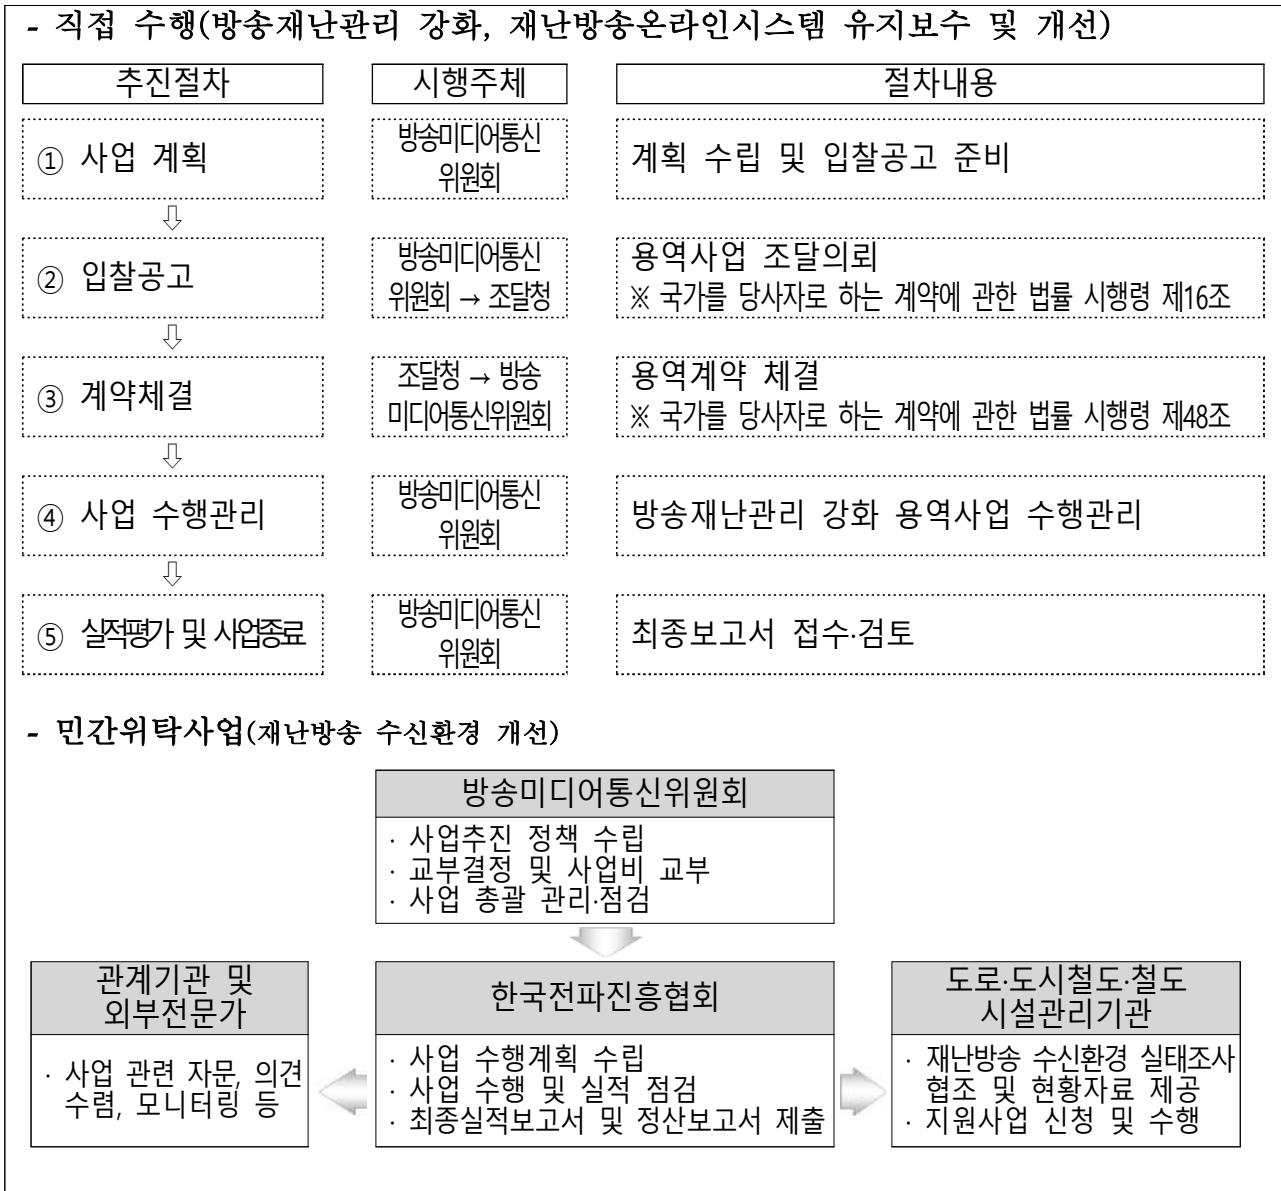 - 직접 수행(방송재난관리 강화, 재난방송온라인시스템 유지보수 및 개선)
추진절차 시행주체 절차내용
① 사업 계획
방송미디어통신
위원회
계획 수립 및 입찰공고 준비
⇩
② 입찰공고
방송미디어통신
위원회 → 조달청
용역사업 조달의뢰
※ 국가를 당사자로 하는 계약에 관한 법률 시행령 제16조
⇩
③ 계약체결
조달청 → 방송
미디어통신위원회
용역계약 체결
※ 국가를 당사자로 하는 계약에 관한 법률 시행령 제48조
⇩
④ 사업 수행관리
방송미디어통신
위원회
방송재난관리 강화 용역사업 수행관리
⇩
⑤ 실적평가 및 사업종료
방송미디어통신
위원회
최종보고서 접수·검토
- 민간위탁사업(재난방송 수신환경 개선)
방송미디어통신위원회
· 사업추진 정책 수립
· 교부결정 및 사업비 교부
· 사업 총괄 관리·점검
관계기관 및
외부전문가
· 사업 관련 자문, 의견
수렴, 모니터링 등
한국전파진흥협회
· 사업 수행계획 수립
· 사업 수행 및 실적 점검
· 최종실적보고서 및 정산보고서 제출
도로·도시철도·철도
시설관리기관
· 재난방송 수신환경 실태조사
협조 및 현황자료 제공
· 지원사업 신청 및 수행